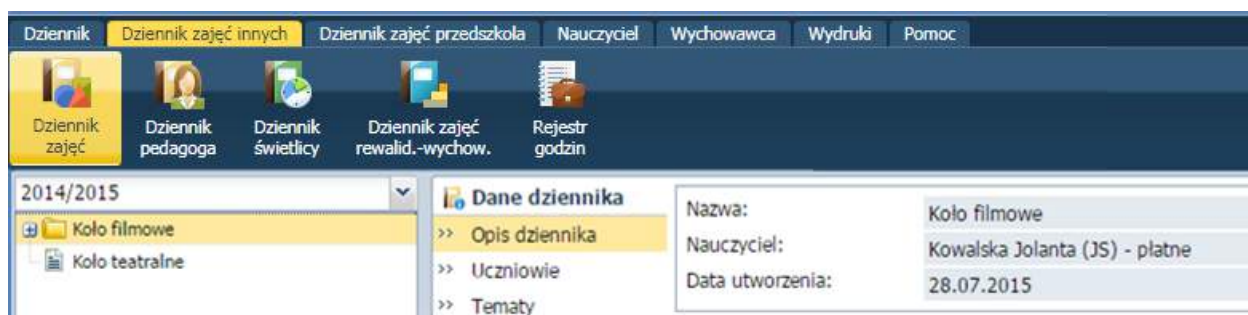 Dziennik Dziennik zajęć innych Dziennik zajęć przedszkola Nauczyciel Wychowawca Wydruki Pomoc
Dziennik zajęć
Dziennik pedagoga
Dziennik świetlicy
Dziennik zajęć rewalid.-wychow.
Rejestr godzin
2014/2015
Koło filmowe
Koło teatralne
Dane dziennika
Opis dziennika
Uczniowie
Tematy
Nazwa: Koło filmowe
Nauczyciel: Kowalska Jolanta (JS) - płatne
Data utworzenia: 28.07.2015